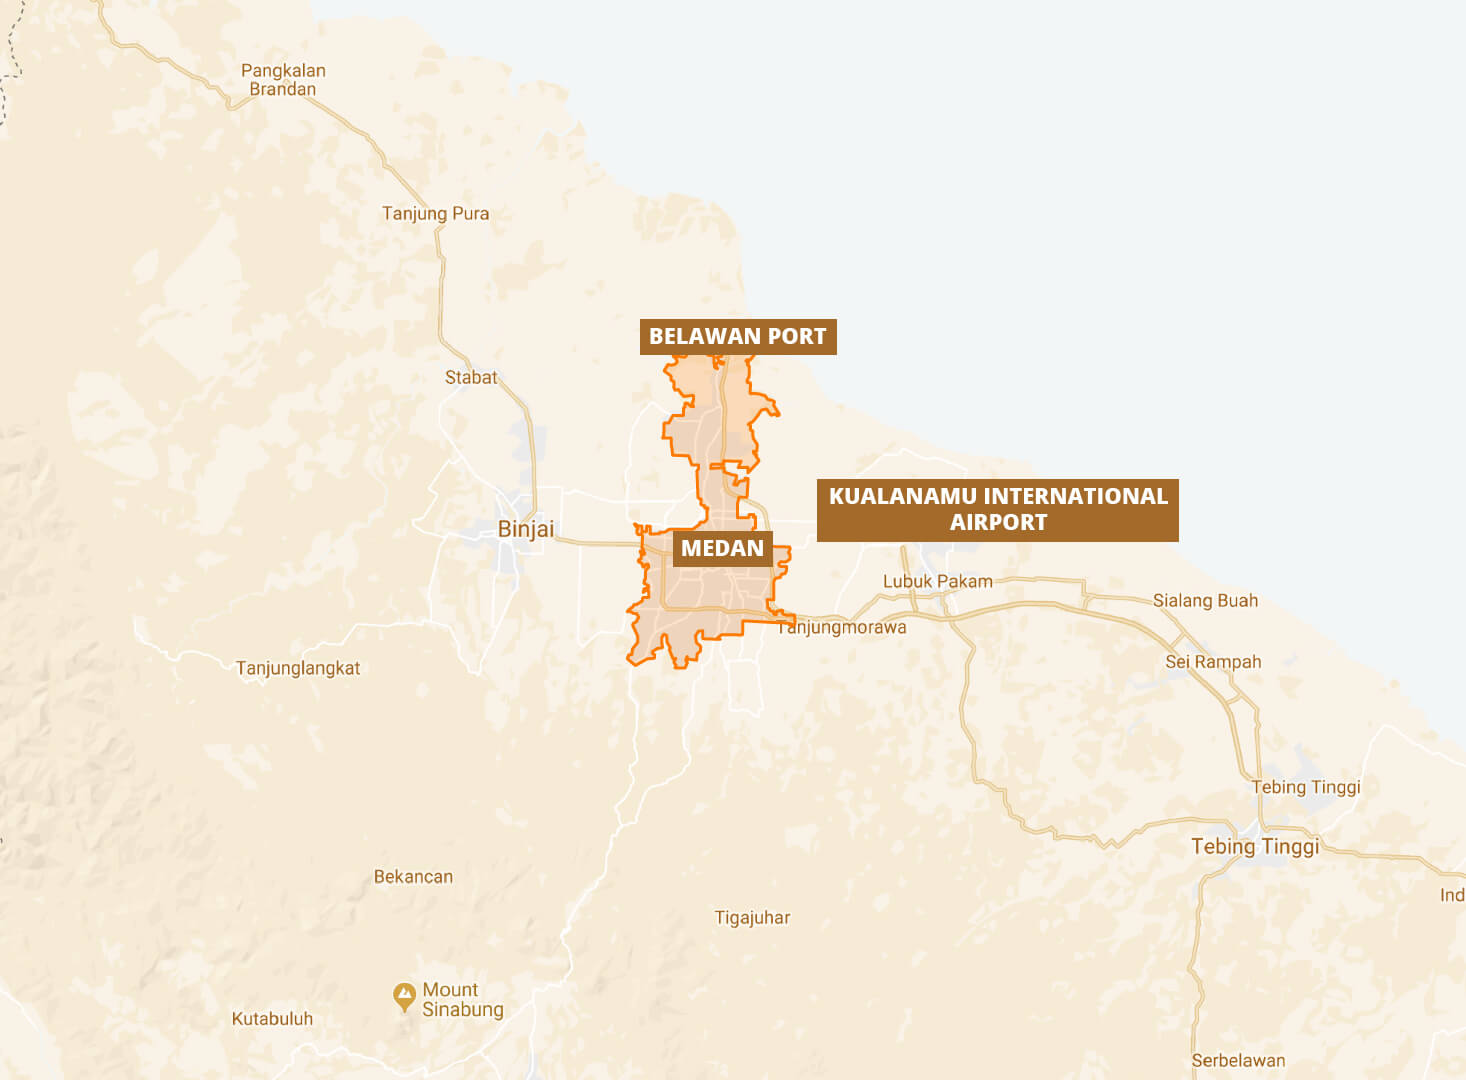 Pangkalan
Brandan
Tanjung Pura
BELAWAN PORT
Stabat
KUALANAMU INTERNATIONAL
AIRPORT
Binjai
MEDAN
Lubuk Pakam
Sialang Buah
Tanjungmorawa
Tanjunglangkat
Sei Rampah
Tebing Tinggi
Tebing Tinggi
Bekancan
Ind
Tigajuhar
Mount
Sinabung
Kutabuluh
Serbelawan